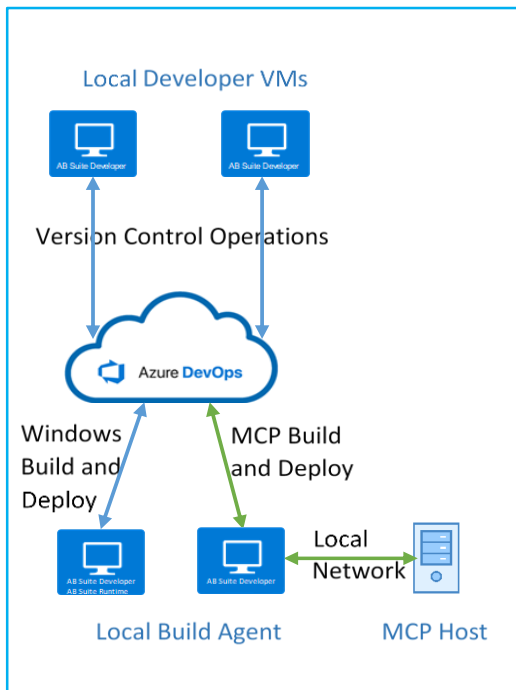 Local Developer VMs
AB Suite Developer
AB Suite Developer
Version Control Operations
Azure DevOps
Windows
Build and
Deploy
MCP Build
and Deploy
AB Suite Developer
AB Suite Runtime
AB Suite Developer
Local
Network
Local Build Agent
MCP Host